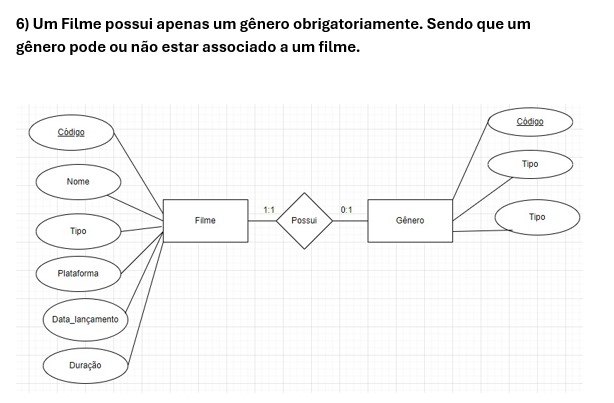 6) Um Filme possui apenas um gênero obrigatoriamente. Sendo que um
gênero pode ou não estar associado a um filme.
Código
Nome
Tipo
Plataforma
Data_lançamento
Duração
Filme
1:1
Possui
0:1
Gênero
Código
Tipo
Tipo